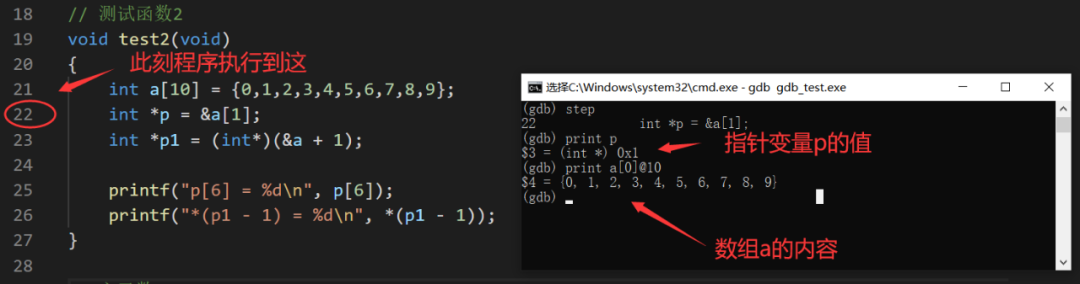 18 // 测试函数2
19 void test2(void)
20 {
此刻程序执行到这
21 int a[10] = {0,1,2,3,4,5,6,7,8,9};
22 int *p = &a[1];
23 int *p1 = (int*)(&a + 1);
24
25 printf("p[6] = %d\n", p[6]);
26 printf("*(p1 - 1) = %d\n", *(p1 - 1));
27 }
28
选择C:\Windows\system32\cmd.exe - gdb gdb_test.exe
(gdb) step
22 int *p = &a[1];
(gdb) print p
$3 = (int *) 0x1
(gdb) print a[0]@10
$4 = {0, 1, 2, 3, 4, 5, 6, 7, 8, 9}
(gdb)
指针变量p的值
数组a的内容